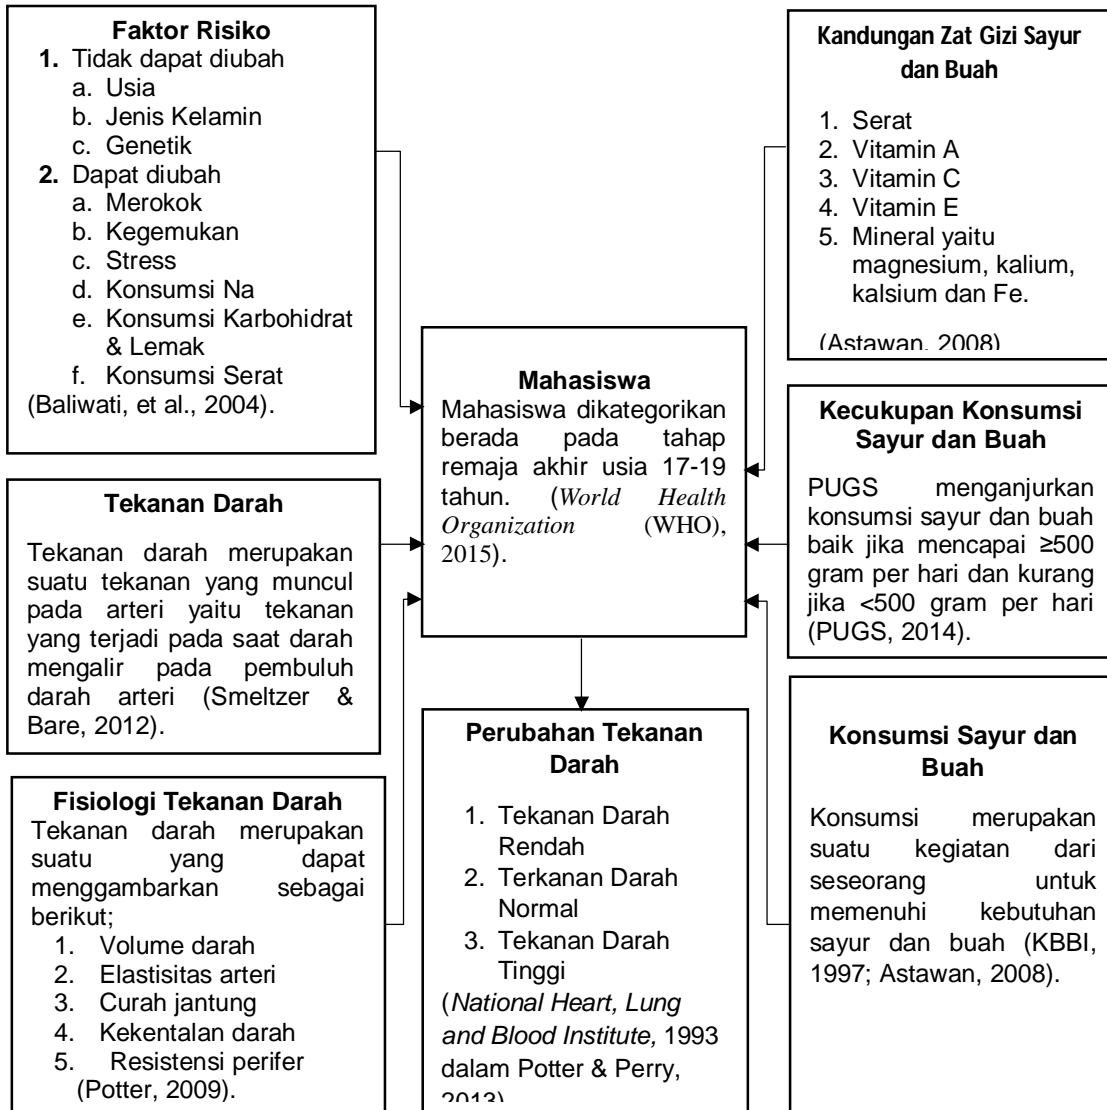 Faktor Risiko
1. Tidak dapat diubah
a. Usia
b. Jenis Kelamin
c. Genetik
2. Dapat diubah
a. Merokok
b. Kegemukan
c. Stress
d. Konsumsi Na
e. Konsumsi Karbohidrat
& Lemak
f. Konsumsi Serat
(Baliwati, et al., 2004).
Tekanan Darah
Tekanan darah merupakan
suatu tekanan yang muncul
pada arteri yaitu tekanan
yang terjadi pada saat darah
mengalir pada pembuluh
darah arteri (Smeltzer &
Bare, 2012).
Fisiologi Tekanan Darah
Tekanan darah merupakan
suatu yang dapat
menggambarkan sebagai
berikut;
1. Volume darah
2. Elastisitas arteri
3. Curah jantung
4. Kekentalan darah
5. Resistensi perifer
(Potter, 2009).
Mahasiswa
Mahasiswa dikategorikan
berada pada tahap
remaja akhir usia 17-19
tahun. (World Health
Organization (WHO),
2015).
Perubahan Tekanan
Darah
1. Tekanan Darah
Rendah
2. Terkanan Darah
Normal
3. Tekanan Darah
Tinggi
(National Heart, Lung
and Blood Institute, 1993
dalam Potter & Perry,
2013)
Kandungan Zat Gizi Sayur
dan Buah
1. Serat
2. Vitamin A
3. Vitamin C
4. Vitamin E
5. Mineral yaitu
magnesium, kalium,
kalsium dan Fe.
(Astawan, 2008)
Kecukupan Konsumsi
Sayur dan Buah
PUGS menganjurkan
konsumsi sayur dan buah
baik jika mencapai ≥500
gram per hari dan kurang
jika <500 gram per hari
(PUGS, 2014).
Konsumsi Sayur dan
Buah
Konsumsi merupakan
suatu kegiatan dari
seseorang untuk
memenuhi kebutuhan
sayur dan buah (KBBI,
1997; Astawan, 2008).